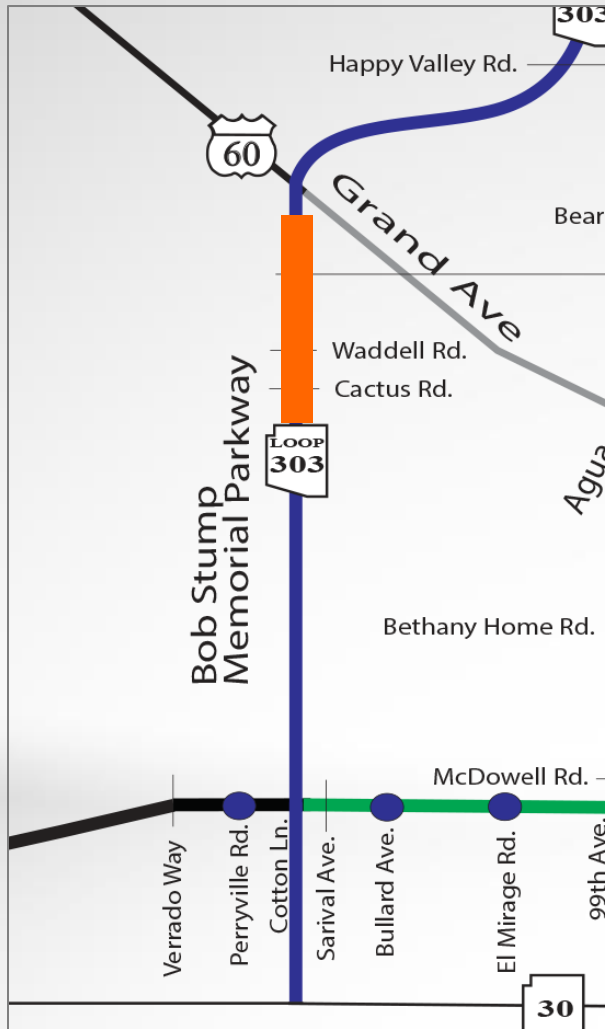 303
Happy Valley Rd.
60
Grand Ave
Bear
Waddell Rd.
Cactus Rd.
LOOP
303
Bob Stump
Memorial Parkway
Agua
Bethany Home Rd.
McDowell Rd.
Verrado Way
Perryville Rd.
Cotton Ln.
Sarival Ave.
Bullard Ave.
El Mirage Rd.
99th Ave.
30